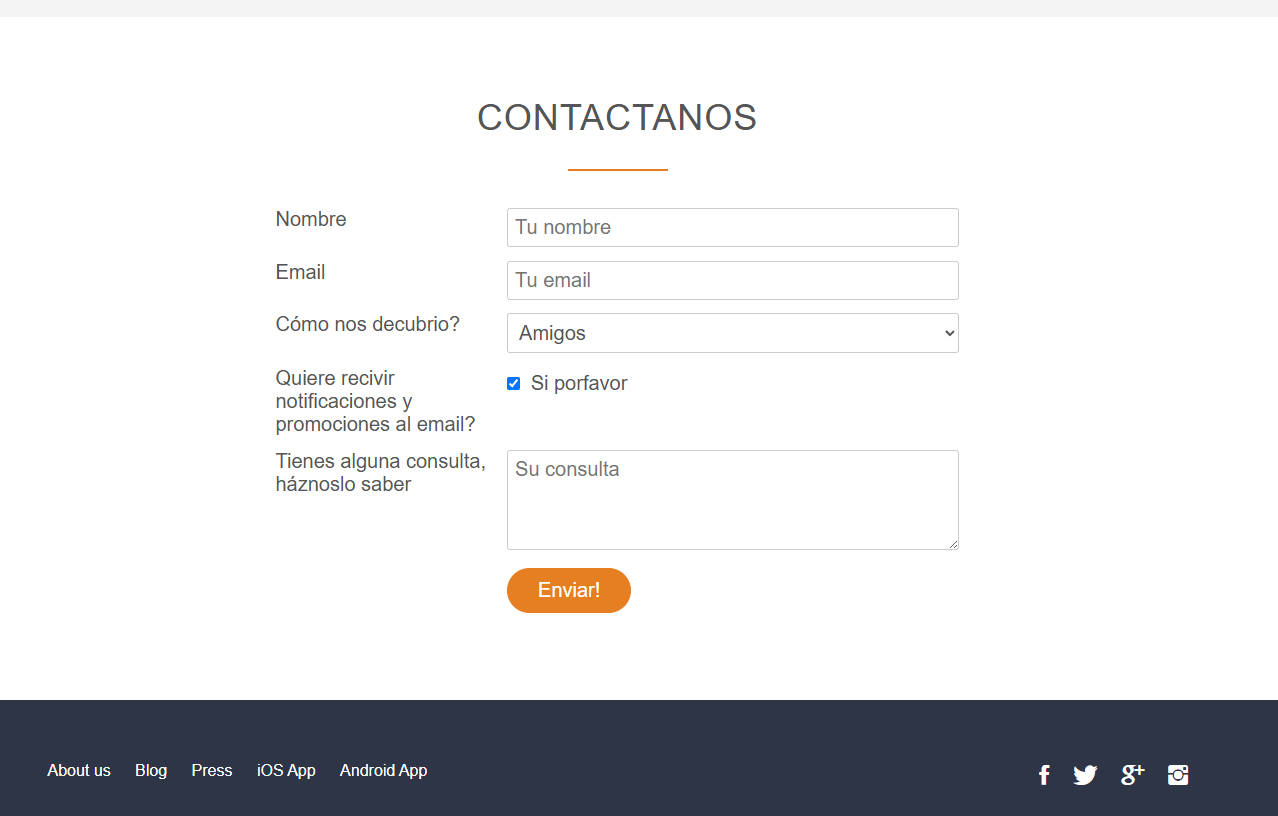 CONTACTANOS
Nombre
Tu nombre
Email
Tu email
Cómo nos decubrio?
Amigos
Quiere recivir
notificaciones y
promociones al email?
Si porfavor
Tienes alguna consulta,
háznoslo saber
Su consulta
Enviar!
About us Blog Press iOS App Android App